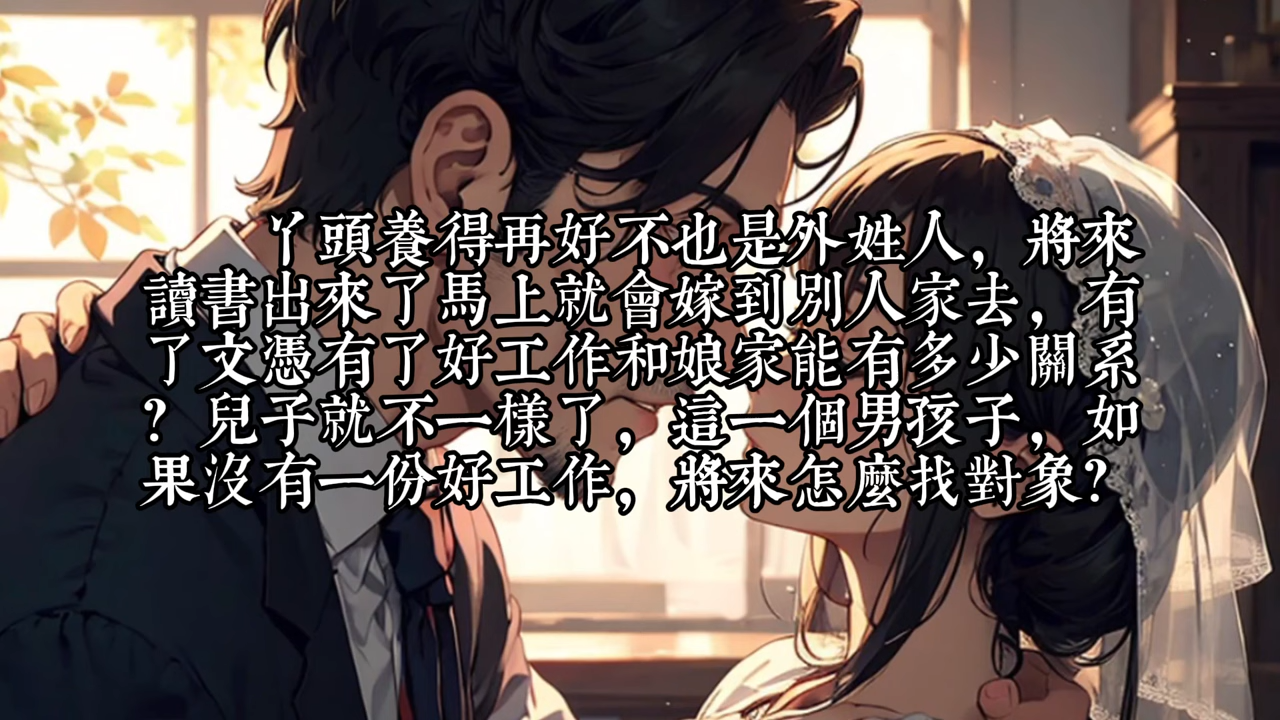 丫頭養得再好不也是外姓人，將來
讀書出來了馬上就會嫁到別人家去，有
了文憑有了好工作和娘家能有多少關系
？兒子就不一樣了，這一個男孩子，如
果沒有一份好工作，將來怎麼找對象？